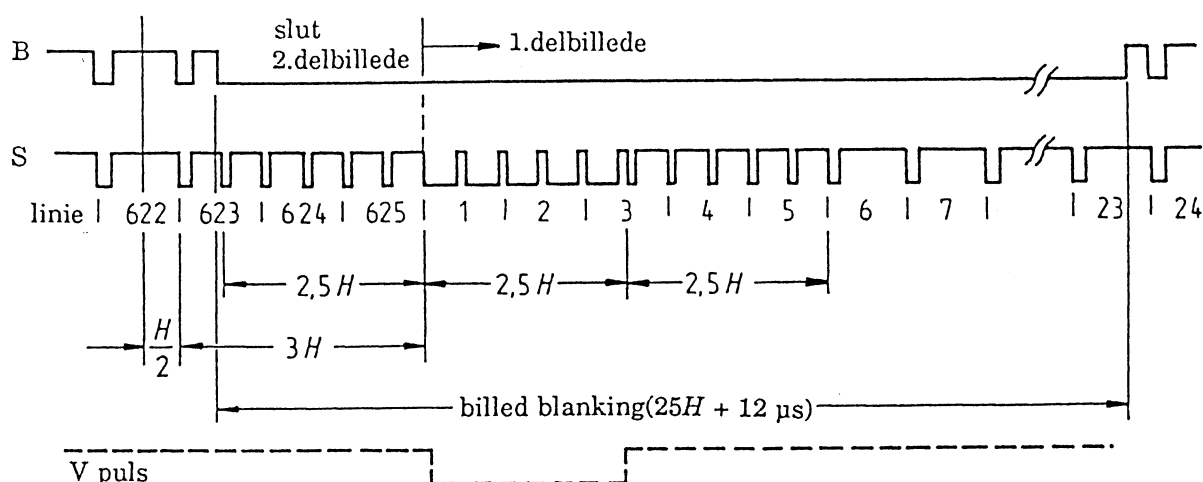 slut
B 2.delbillede 1.delbillede
S
linie 622 623 624 625 1 2 3 4 5 6 7 23 24
2,5 H 2,5 H 2,5 H
H
2
3H
billed blanking(25H + 12 µs)
V puls